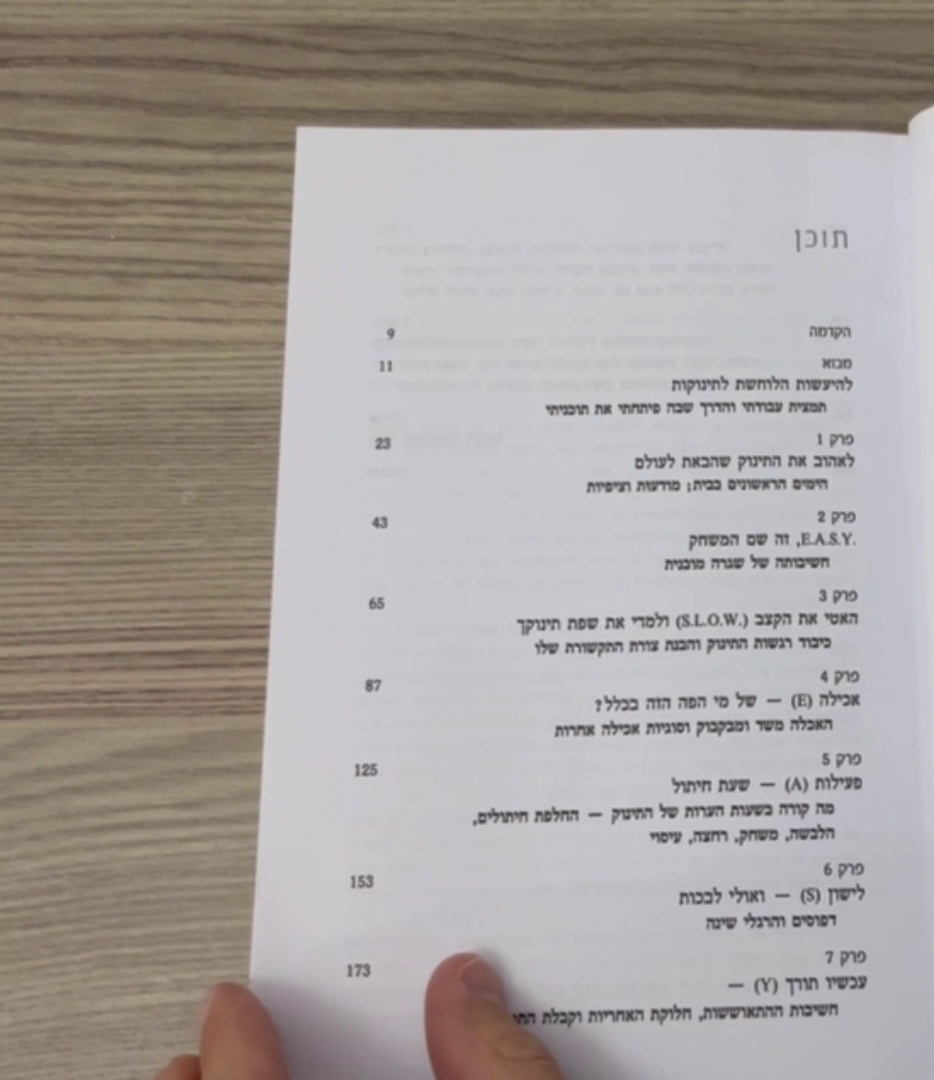 תוכן
הקדמה 9
מבוא 11
להיעשות הלוחשת לתינוקות
תמצית עבודתי והדרך שבה פיתחתי את תוכניתי
פרק 1 23
לאהוב את התינוק שהבאת לעולם
הימים הראשונים בבית; מודעות וציפיות
פרק 2 43
E.A.S.Y., זה שם המשחק
חשיבותה של שגרה מובנית
פרק 3 65
האטי את הקצב (S.L.O.W.) ולמדי את שפת תינוקך
כיבוד רגשות התינוק והבנת צורת התקשורת שלו
פרק 4 87
אכילה (E) — של מי הפה הזה בכלל?
האכלה משד ומבקבוק וסוגיות אכילה אחרות
פרק 5 125
פעילות (A) — שעת חיתול
מה קורה בשעות הערות של התינוק — החלפת חיתולים,
הלבשה, משחק, רחצה, עיסוי
פרק 6 153
לישון (S) — ואולי לבכות
דפוסים והרגלי שינה
פרק 7 173
עכשיו תורך (Y) —
חשיבות ההתאוששות, חלוקת האחריות וקבלת